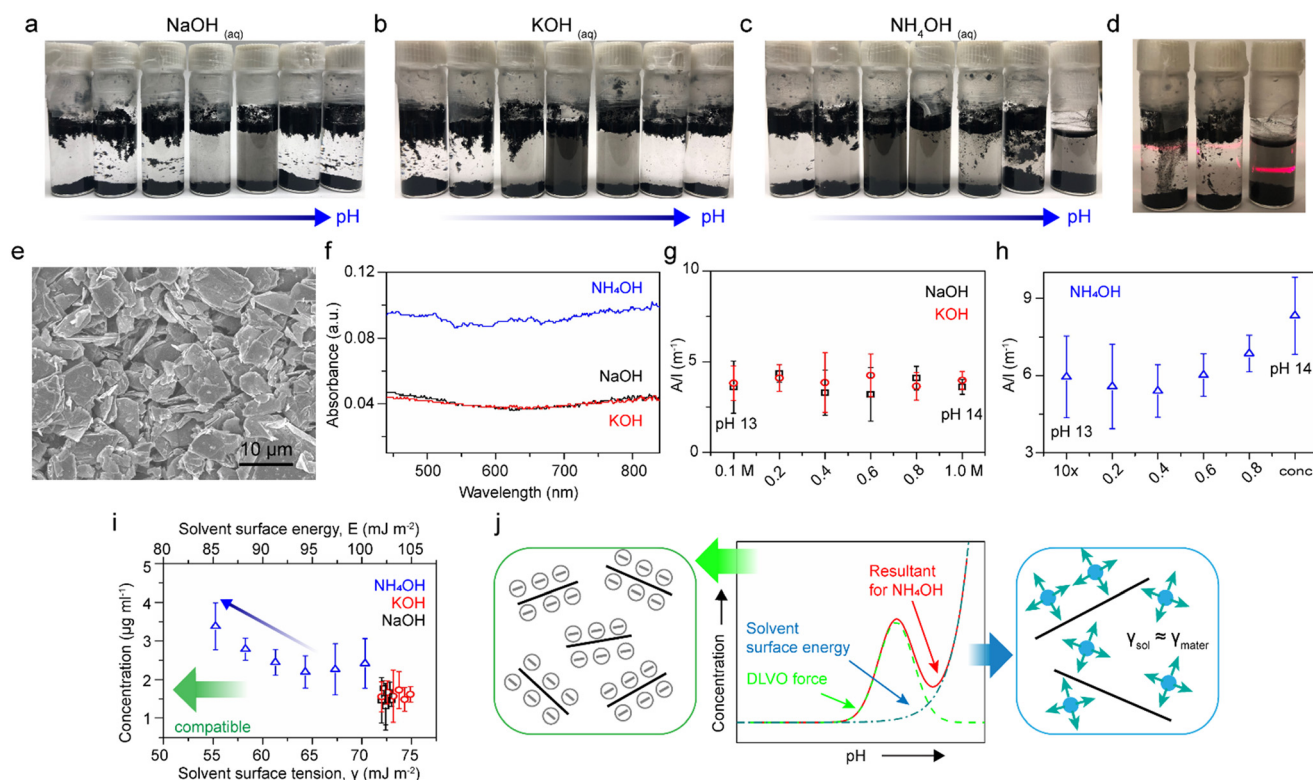 a
NaOH (aq)
b
KOH (aq)
c
NH₄OH (aq)
d
pH
pH
pH
e
10 μm
f
0.12
0.08
0.04
Absorbance (a.u.)
NH₄OH
NaOH
KOH
500
600
700
800
Wavelength (nm)
g
10
5
0
A/l (m⁻¹)
NaOH
KOH
pH 13
pH 14
0.1 M
0.2
0.4
0.6
0.8
1.0 M
h
9
6
3
A/l (m⁻¹)
NH₄OH
pH 13
pH 14
10x
0.2
0.4
0.6
0.8
conc
i
Solvent surface energy, E (mJ m⁻²)
80 85 90 95 100 105
5
4
3
2
1
Concentration (μg ml⁻¹)
NH₄OH
KOH
NaOH
compatible
50 55 60 65 70 75
Solvent surface tension, γ (mJ m⁻²)
j
Concentration
Resultant
for NH₄OH
Solvent
surface energy
DLVO force
pH
γsol ≈ γmater